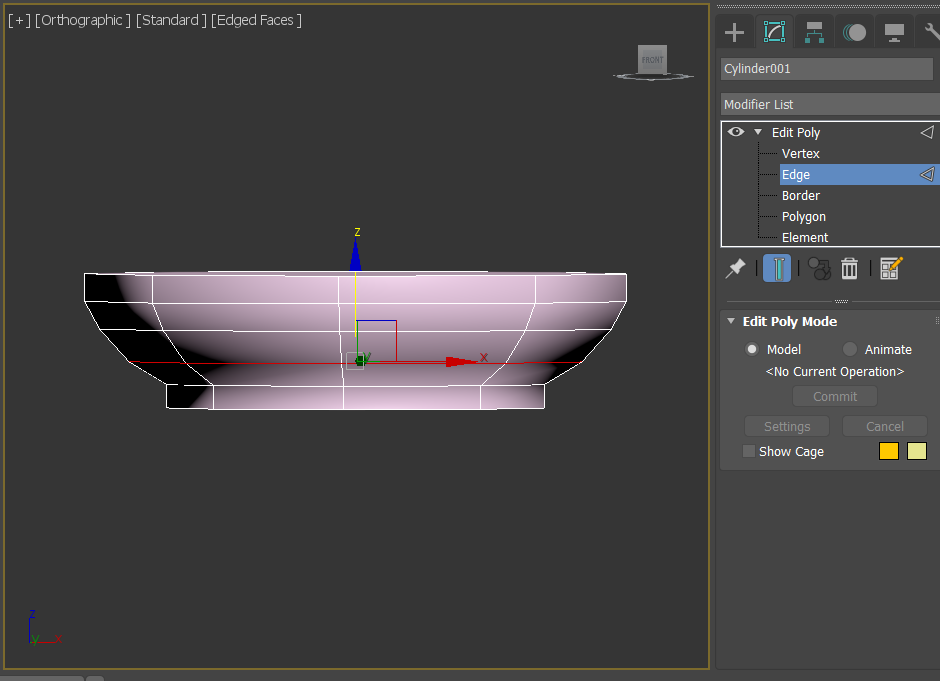 [+] [Orthographic ] [Standard ] [Edged Faces ]
FRONT
z
x
y
z
y
x
Cylinder001
Modifier List
Edit Poly
Vertex
Edge
Border
Polygon
Element
Edit Poly Mode
Model Animate
<No Current Operation>
Commit
Settings Cancel
Show Cage